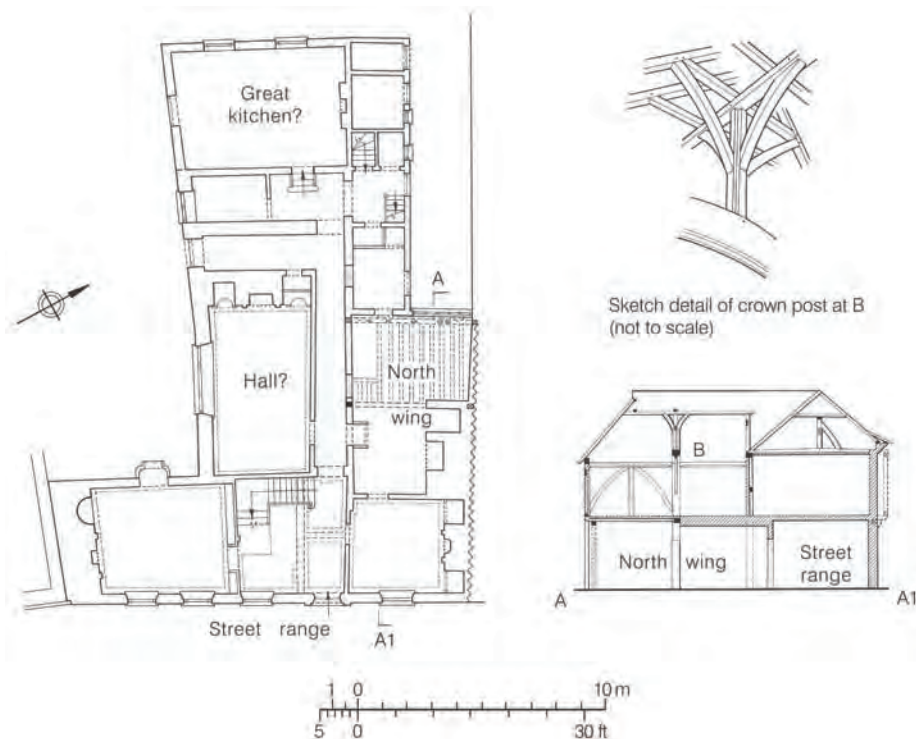 Great
kitchen?
A
Hall?
North
wing
Street range
A1
Sketch detail of crown post at B
(not to scale)
B
North wing
Street
range
A
A1
1 0 10 m
5 0 30 ft